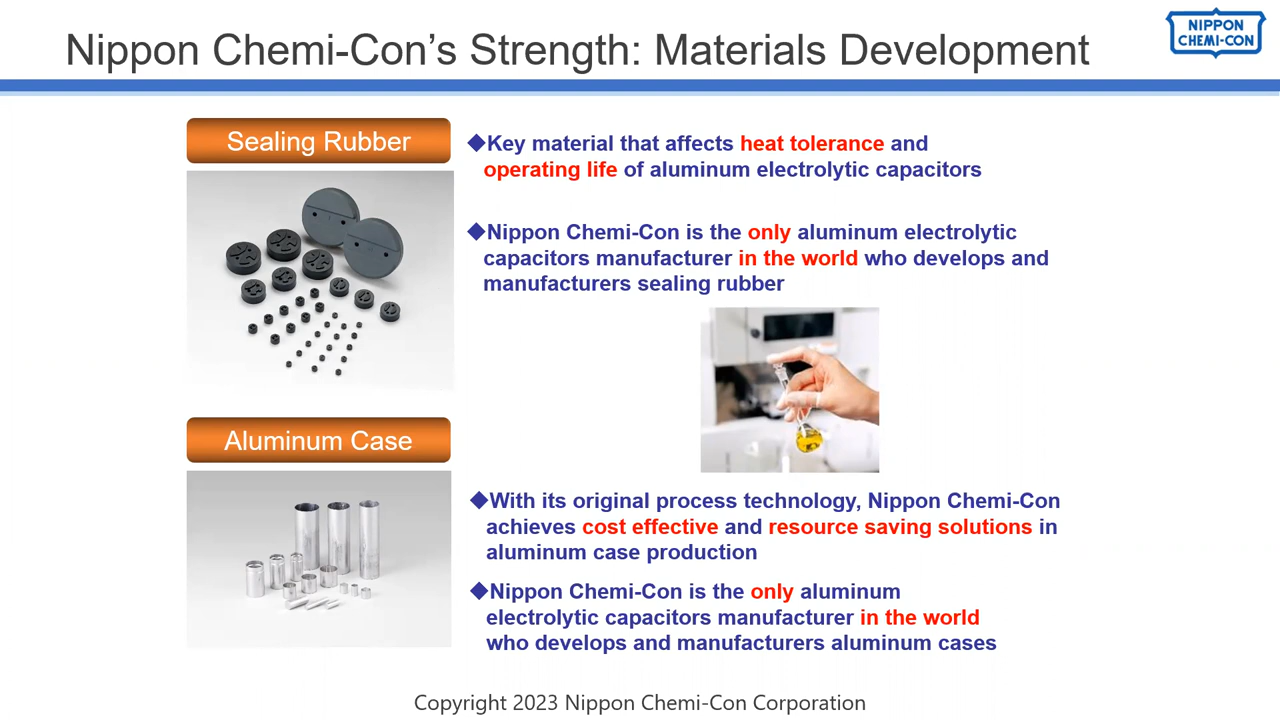 Nippon Chemi-Con’s Strength: Materials Development
NIPPON
CHEMI-CON
Sealing Rubber
◆Key material that affects heat tolerance and
operating life of aluminum electrolytic capacitors
◆Nippon Chemi-Con is the only aluminum electrolytic
capacitors manufacturer in the world who develops and
manufacturers sealing rubber
Aluminum Case
◆With its original process technology, Nippon Chemi-Con
achieves cost effective and resource saving solutions in
aluminum case production
◆Nippon Chemi-Con is the only aluminum
electrolytic capacitors manufacturer in the world
who develops and manufacturers aluminum cases
Copyright 2023 Nippon Chemi-Con Corporation